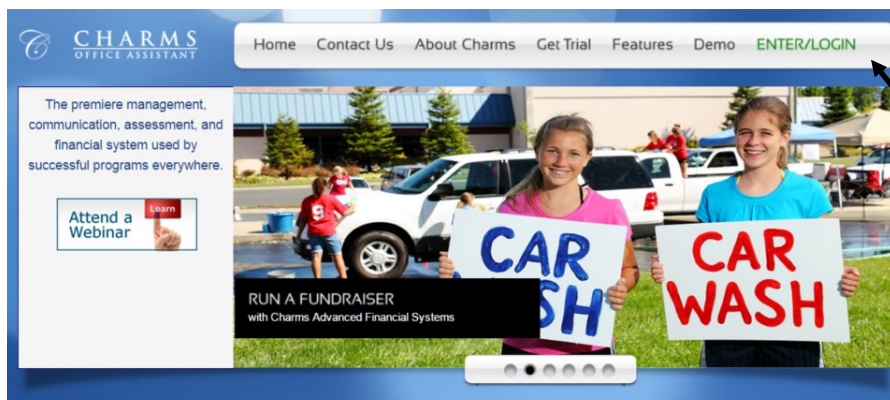 CHARMS
OFFICE ASSISTANT
Home Contact Us About Charms Get Trial Features Demo ENTER/LOGIN
The premiere management,
communication, assessment, and
financial system used by
successful programs everywhere.
Attend a
Webinar
Learn
RUN A FUNDRAISER
with Charms Advanced Financial Systems
CAR
SH
CAR
WASH
9